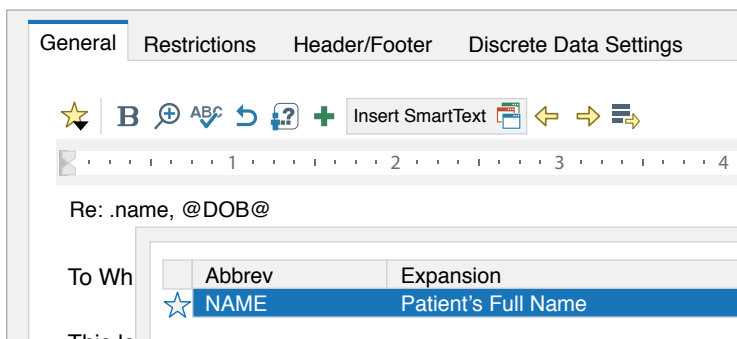 General Restrictions Header/Footer Discrete Data Settings
B ABC .? Insert SmartText
1 2 3 4
Re: .name, @DOB@
To Wh
Abbrev Expansion
NAME Patient’s Full Name